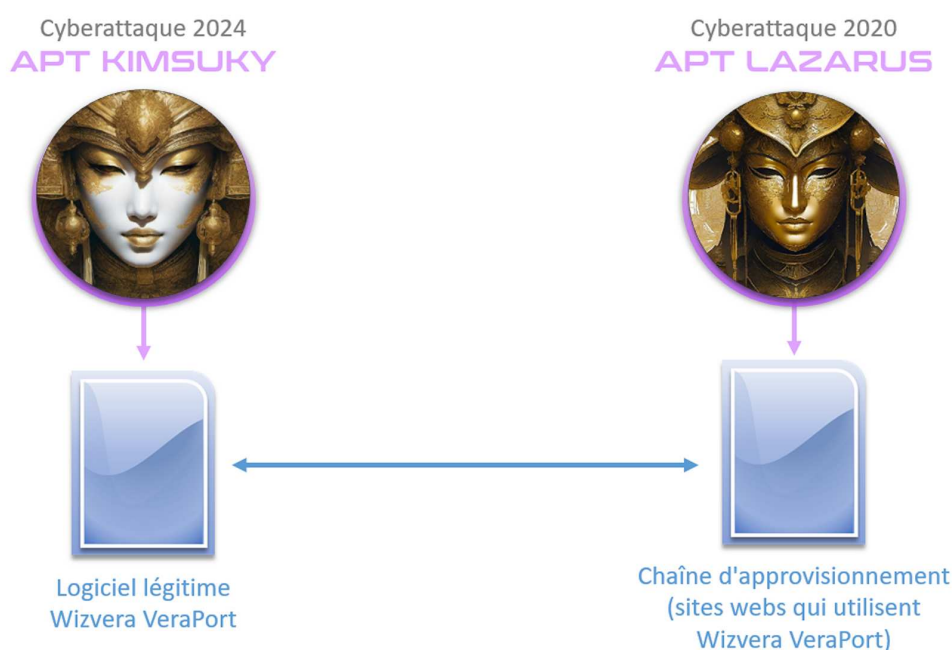 Cyberattaque 2024
APT KIMSUKY
Cyberattaque 2020
APT LAZARUS
Logiciel légitime
Wizvera VeraPort
Chaîne d'approvisionnement
(sites webs qui utilisent
Wizvera VeraPort)